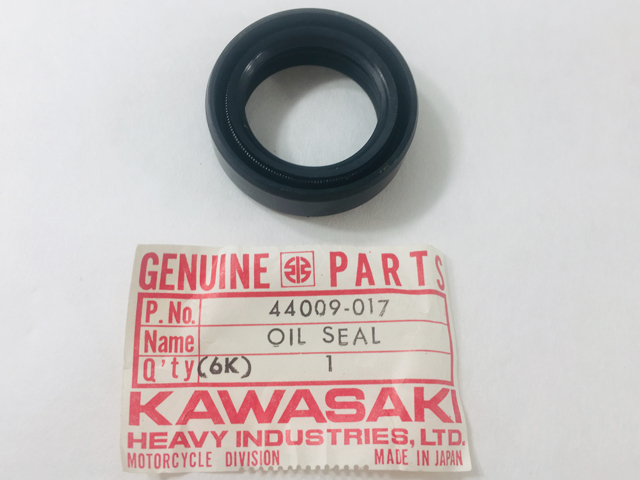 GENUINE PARTS
P.No. 44009-017
Name OIL SEAL
Q'ty (6K) 1
KAWASAKI
HEAVY INDUSTRIES, LTD.
MOTORCYCLE DIVISION MADE IN JAPAN